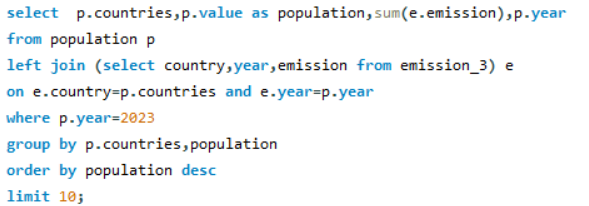 select  p.countries,p.value as population,sum(e.emission),p.year
from population p
left join (select country,year,emission from emission_3) e
on e.country=p.countries and e.year=p.year
where p.year=2023
group by p.countries,population
order by population desc
limit 10;